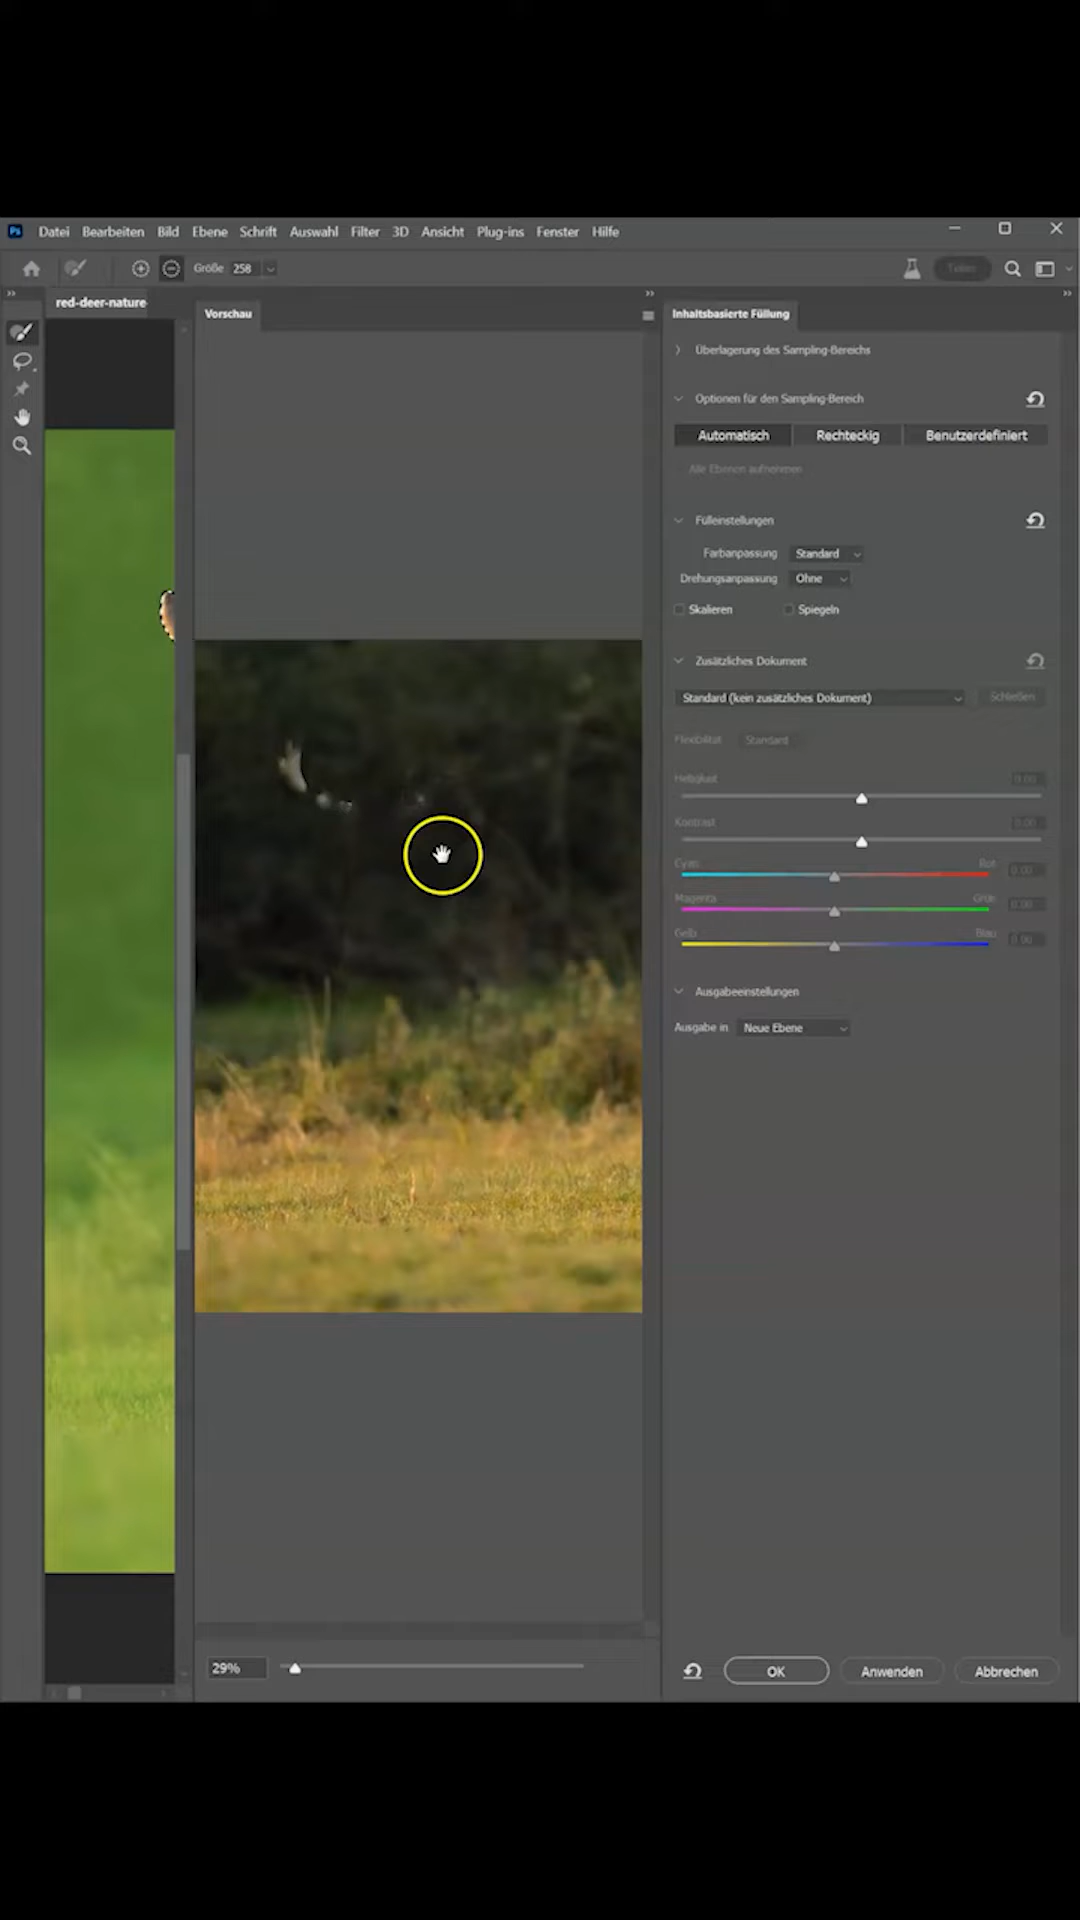 Ps Datei Bearbeiten Bild Ebene Schrift Auswahl Filter 3D Ansicht Plug-ins Fenster Hilfe
Größe 258 Teilen
red-deer-nature
Vorschau
Inhaltsbasierte Füllung
Überlagerung des Sampling-Bereichs
Optionen für den Sampling-Bereich
Automatisch Rechteckig Benutzerdefiniert
Alle Ebenen aufnehmen
Fülleinstellungen
Farbanpassung Standard
Drehungsanpassung Ohne
Skalieren Spiegeln
Zusätzliches Dokument
Standard (kein zusätzliches Dokument) Schließen
Flexibilität Standard
Helligkeit 0.00
Kontrast 0.00
Cyan Rot 0.00
Magenta Grün 0.00
Gelb Blau 0.00
Ausgabeeinstellungen
Ausgabe in Neue Ebene
29%
OK Anwenden Abbrechen